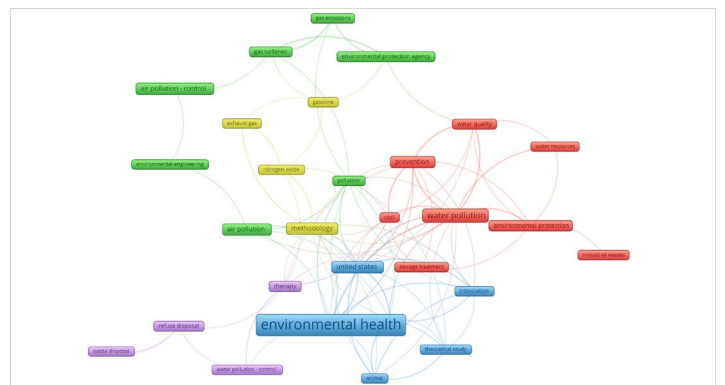 gas emissions
gas turbines
environmental protection agency
air pollution - control
gasoline
exhaust gas
water quality
water resources
environmental engineering
prevention
nitrogen oxide
pollution
cost
water pollution
air pollution
methodology
environmental protection
industrial wastes
united states
sewage treatment
therapy
intoxication
environmental health
refuse disposal
waste disposal
theoretical study
water pollution - control
animal